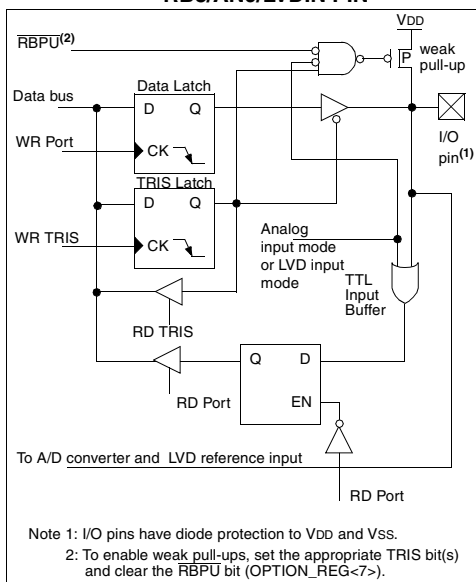 RB3/AN9/LVDIN PIN
VDD
RBPU(2)
P
weak
pull-up
Data Latch
Data bus
D Q
I/O
pin(1)
WR Port
CK
TRIS Latch
D Q
WR TRIS
CK
Analog
input mode
or LVD input
mode
TTL
Input
Buffer
RD TRIS
Q D
RD Port
EN
To A/D converter and LVD reference input
RD Port
Note 1: I/O pins have diode protection to VDD and VSS.
2: To enable weak pull-ups, set the appropriate TRIS bit(s)
and clear the RBPU bit (OPTION_REG<7>).